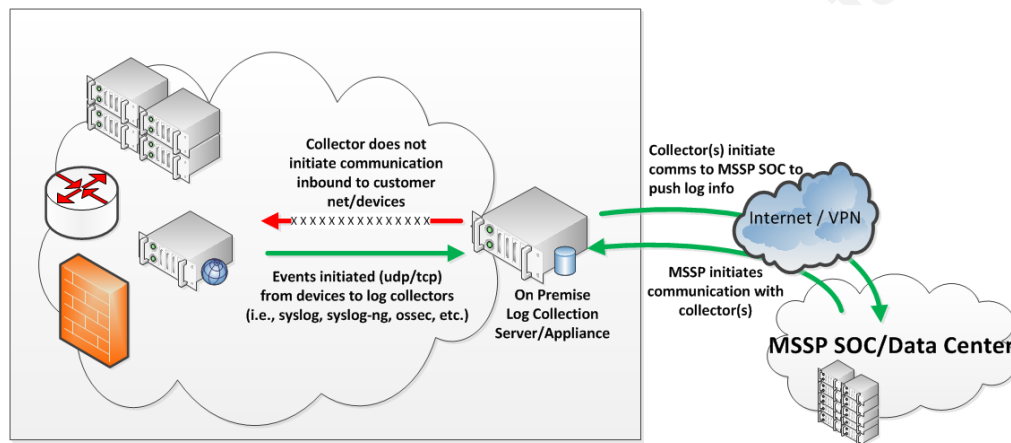 Collector does not
initiate communication
inbound to customer
net/devices
X X X X X X X X X X X X X X X
Events initiated (udp/tcp)
from devices to log collectors
(i.e., syslog, syslog-ng, ossec, etc.)
On Premise
Log Collection
Server/Appliance
Collector(s) initiate
comms to MSSP SOC to
push log info
Internet / VPN
MSSP initiates
communication with
collector(s)
MSSP SOC/Data Center